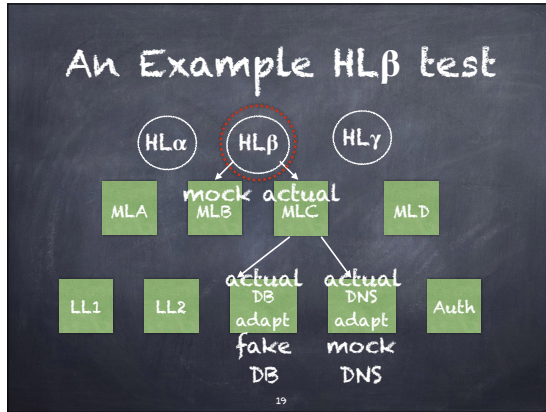 An Example HLβ test
HLα
HLβ
HLγ
mock actual
MLA
MLB
MLC
MLD
actual
actual
LL1
LL2
DB
adapt
DNS
adapt
Auth
fake
DB
mock
DNS
19